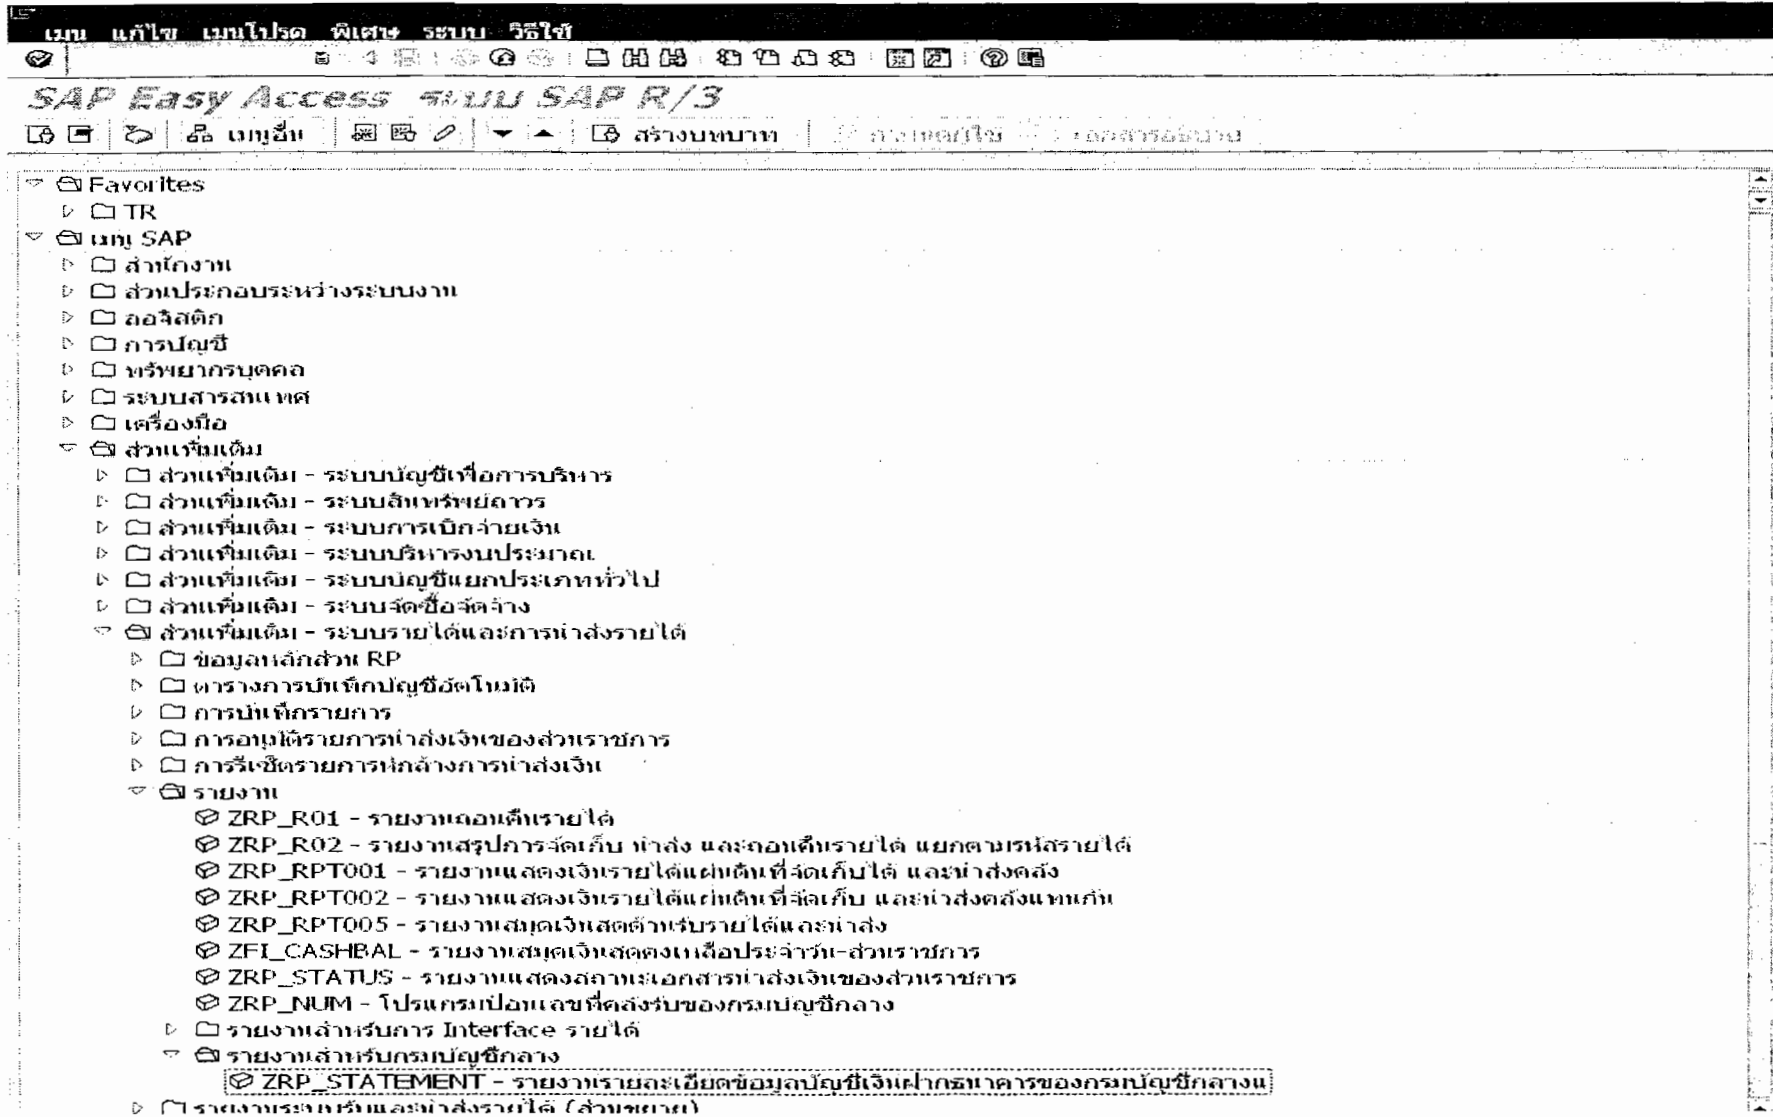 เมนู แก้ไข เมนูโปรด พิเศษ ระบบ วิธีใช้
SAP Easy Access ระบบ SAP R/3
เมนูอื่น สร้างบทบาท
Favorites
TR
เมนู SAP
สำนักงาน
ส่วนประกอบระหว่างระบบงาน
ลอจิสติก
การบัญชี
ทรัพยากรบุคคล
ระบบสารสนเทศ
เครื่องมือ
ส่วนเพิ่มเติม
ส่วนเพิ่มเติม - ระบบบัญชีเพื่อการบริหาร
ส่วนเพิ่มเติม - ระบบสินทรัพย์ถาวร
ส่วนเพิ่มเติม - ระบบการเบิกจ่ายเงิน
ส่วนเพิ่มเติม - ระบบบริหารงบประมาณ
ส่วนเพิ่มเติม - ระบบบัญชีแยกประเภททั่วไป
ส่วนเพิ่มเติม - ระบบจัดซื้อจัดจ้าง
ส่วนเพิ่มเติม - ระบบรายได้และการนำส่งรายได้
ข้อมูลหลักส่วน RP
ตารางการบันทึกบัญชีอัตโนมัติ
การบันทึกรายการ
การอนุมัติรายการนำส่งเงินของส่วนราชการ
การรีเซ็ตรายการหักล้างการนำส่งเงิน
รายงาน
ZRP_R01 - รายงานถอนคืนรายได้
ZRP_R02 - รายงานสรุปการจัดเก็บ นำส่ง และถอนคืนรายได้ แยกตามรหัสรายได้
ZRP_RPT001 - รายงานแสดงเงินรายได้แผ่นดินที่จัดเก็บได้ และนำส่งคลัง
ZRP_RPT002 - รายงานแสดงเงินรายได้แผ่นดินที่จัดเก็บ และนำส่งคลังแทนกัน
ZRP_RPT005 - รายงานสมุดเงินสดด้านรับรายได้และนำส่ง
ZFI_CASHBAL - รายงานสมุดเงินสดคงเหลือประจำวัน-ส่วนราชการ
ZRP_STATUS - รายงานแสดงสถานะเอกสารนำส่งเงินของส่วนราชการ
ZRP_NUM - โปรแกรมป้อนเลขที่คลังรับของกรมบัญชีกลาง
รายงานสำหรับการ Interface รายได้
รายงานสำหรับกรมบัญชีกลาง
ZRP_STATEMENT - รายงานรายละเอียดข้อมูลบัญชีเงินฝากธนาคารของกรมบัญชีกลางแ
รายงานระบบรับและนำส่งรายได้ (ส่วนขยาย)